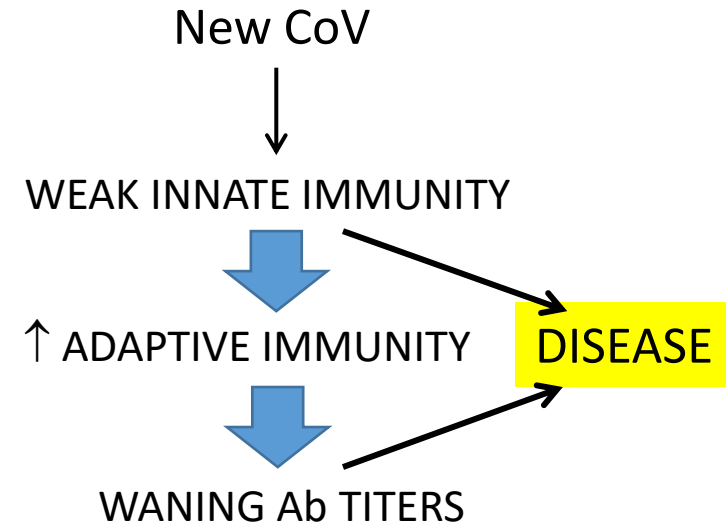 New CoV
WEAK INNATE IMMUNITY
↑ ADAPTIVE IMMUNITY
DISEASE
WANING Ab TITERS